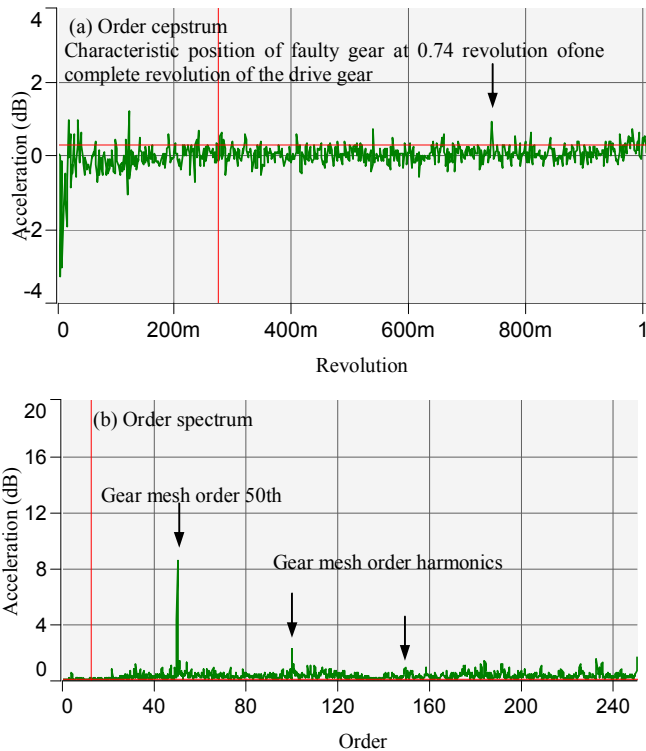 4
(a) Order cepstrum
Characteristic position of faulty gear at 0.74 revolution ofone
complete revolution of the drive gear
2
0
-2
-4
Acceleration (dB)
0 200m 400m 600m 800m 1
Revolution
20
(b) Order spectrum
16
Gear mesh order 50th
12
Gear mesh order harmonics
8
4
0
Acceleration (dB)
0 40 80 120 160 200 240
Order